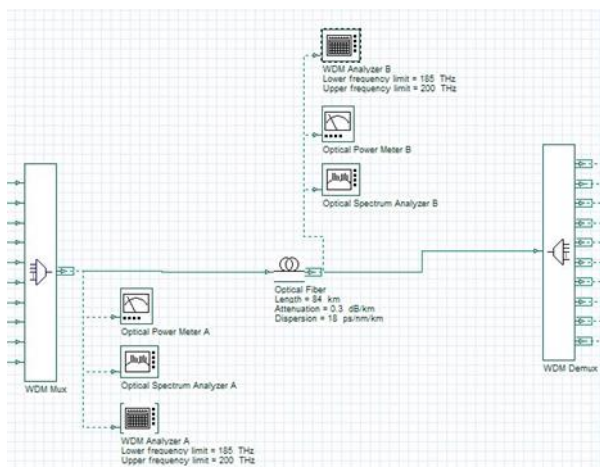 WDM Analyzer B
Lower frequency limit = 185 THz
Upper frequency limit = 200 THz
Optical Power Meter B
Optical Spectrum Analyzer B
Optical Fiber
Length = 84 km
Attenuation = 0.3 dB/km
Dispersion = 18 ps/nm/km
Optical Power Meter A
Optical Spectrum Analyzer A
WDM Mux
WDM Demux
WDM Analyzer A
Lower frequency limit = 185 THz
Upper frequency limit = 200 THz